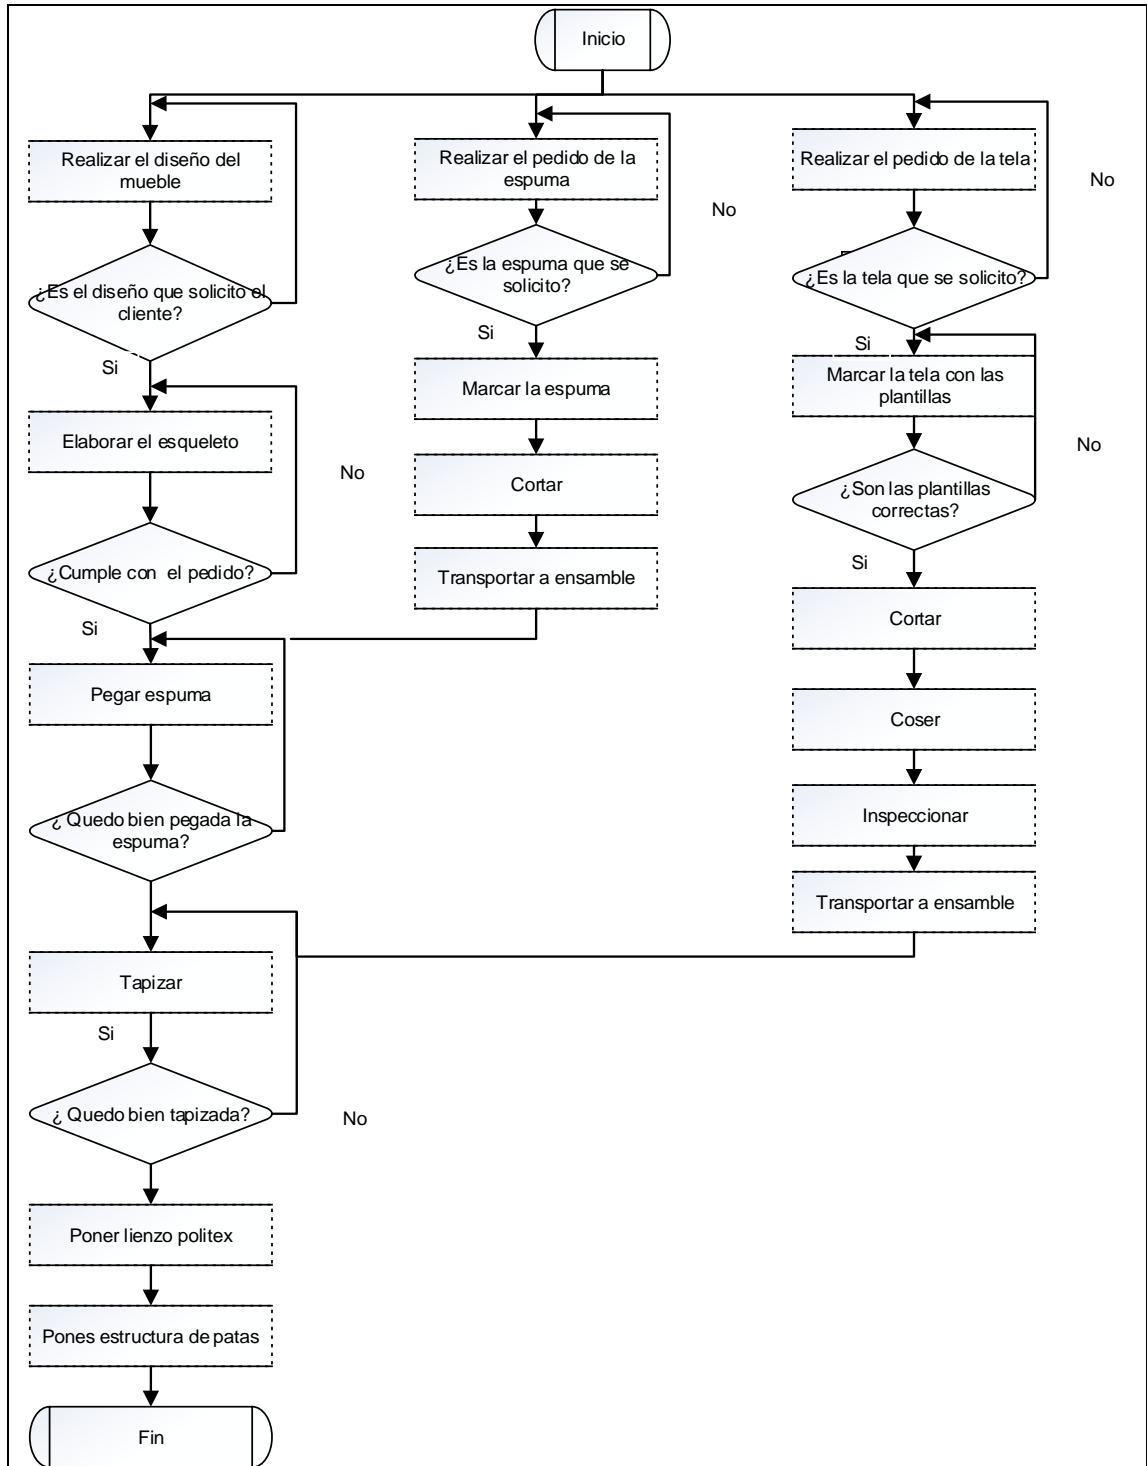 Inicio
Realizar el diseño del
mueble
¿Es el diseño que solicito el
cliente?
Si
Elaborar el esqueleto
No
¿Cumple con el pedido?
Si
Pegar espuma
¿ Quedo bien pegada la
espuma?
Tapizar
Si
¿ Quedo bien tapizada?
No
Poner lienzo politex
Pones estructura de patas
Fin
Realizar el pedido de la
espuma
No
¿Es la espuma que se
solicito?
Si
Marcar la espuma
Cortar
Transportar a ensamble
Realizar el pedido de la tela
No
¿Es la tela que se solicito?
Si
Marcar la tela con las
plantillas
No
¿Son las plantillas
correctas?
Si
Cortar
Coser
Inspeccionar
Transportar a ensamble